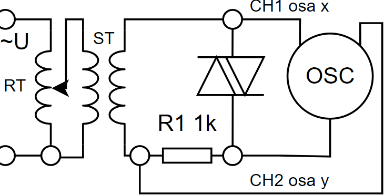 CH1 osa x
~U
ST
RT
OSC
R1 1k
CH2 osa y